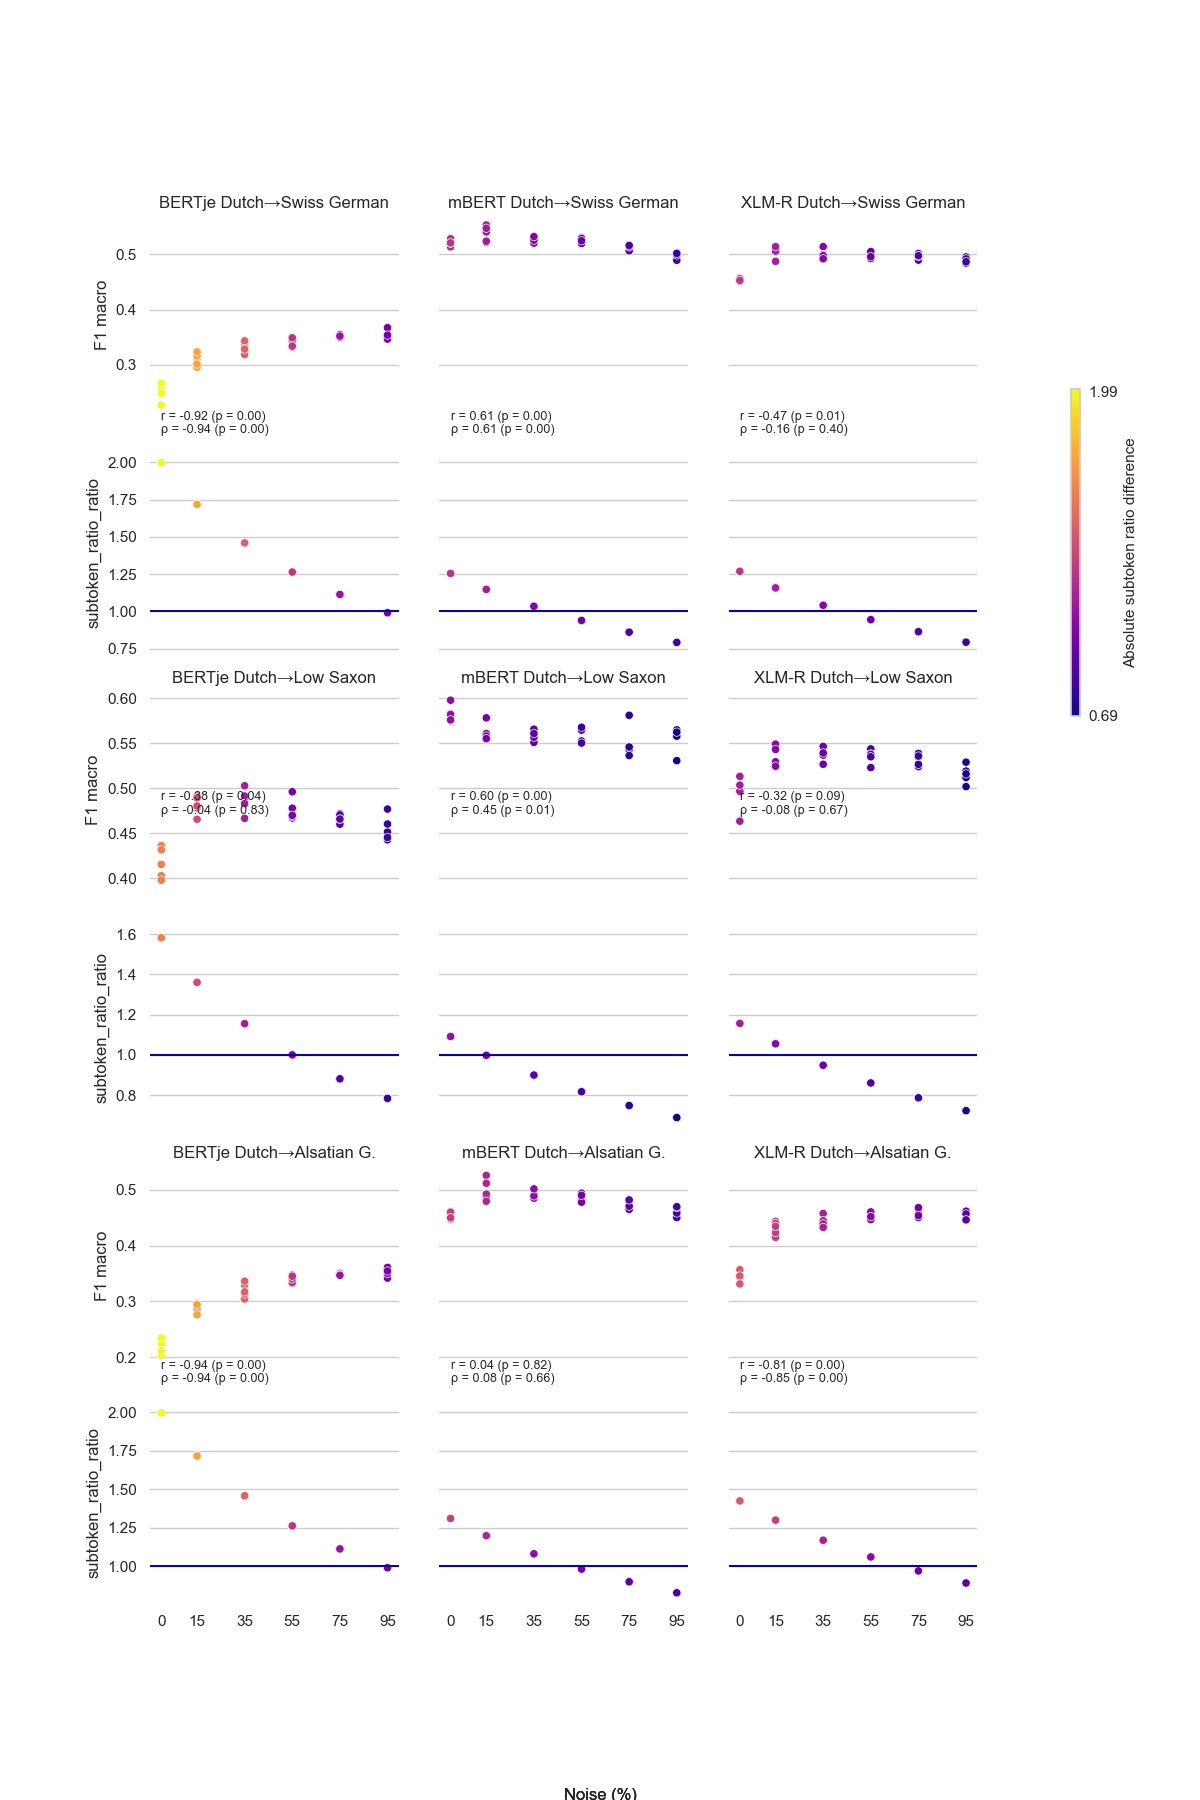 BERTje Dutch→Swiss German
mBERT Dutch→Swiss German
XLM-R Dutch→Swiss German
F1 macro
0.5
0.4
0.3
r = -0.92 (p = 0.00)
ρ = -0.94 (p = 0.00)
r = 0.61 (p = 0.00)
ρ = 0.61 (p = 0.00)
r = -0.47 (p = 0.01)
ρ = -0.16 (p = 0.40)
subtoken_ratio_ratio
2.00
1.75
1.50
1.25
1.00
0.75
1.99
Absolute subtoken ratio difference
0.69
BERTje Dutch→Low Saxon
mBERT Dutch→Low Saxon
XLM-R Dutch→Low Saxon
F1 macro
0.60
0.55
0.50
0.45
0.40
r = -0.38 (p = 0.04)
ρ = -0.04 (p = 0.83)
r = 0.60 (p = 0.00)
ρ = 0.45 (p = 0.01)
r = -0.32 (p = 0.09)
ρ = -0.08 (p = 0.67)
subtoken_ratio_ratio
1.6
1.4
1.2
1.0
0.8
BERTje Dutch→Alsatian G.
mBERT Dutch→Alsatian G.
XLM-R Dutch→Alsatian G.
F1 macro
0.5
0.4
0.3
0.2
r = -0.94 (p = 0.00)
ρ = -0.94 (p = 0.00)
r = 0.04 (p = 0.82)
ρ = 0.08 (p = 0.66)
r = -0.81 (p = 0.00)
ρ = -0.85 (p = 0.00)
subtoken_ratio_ratio
2.00
1.75
1.50
1.25
1.00
0 15 35 55 75 95
0 15 35 55 75 95
0 15 35 55 75 95
Noise (%)